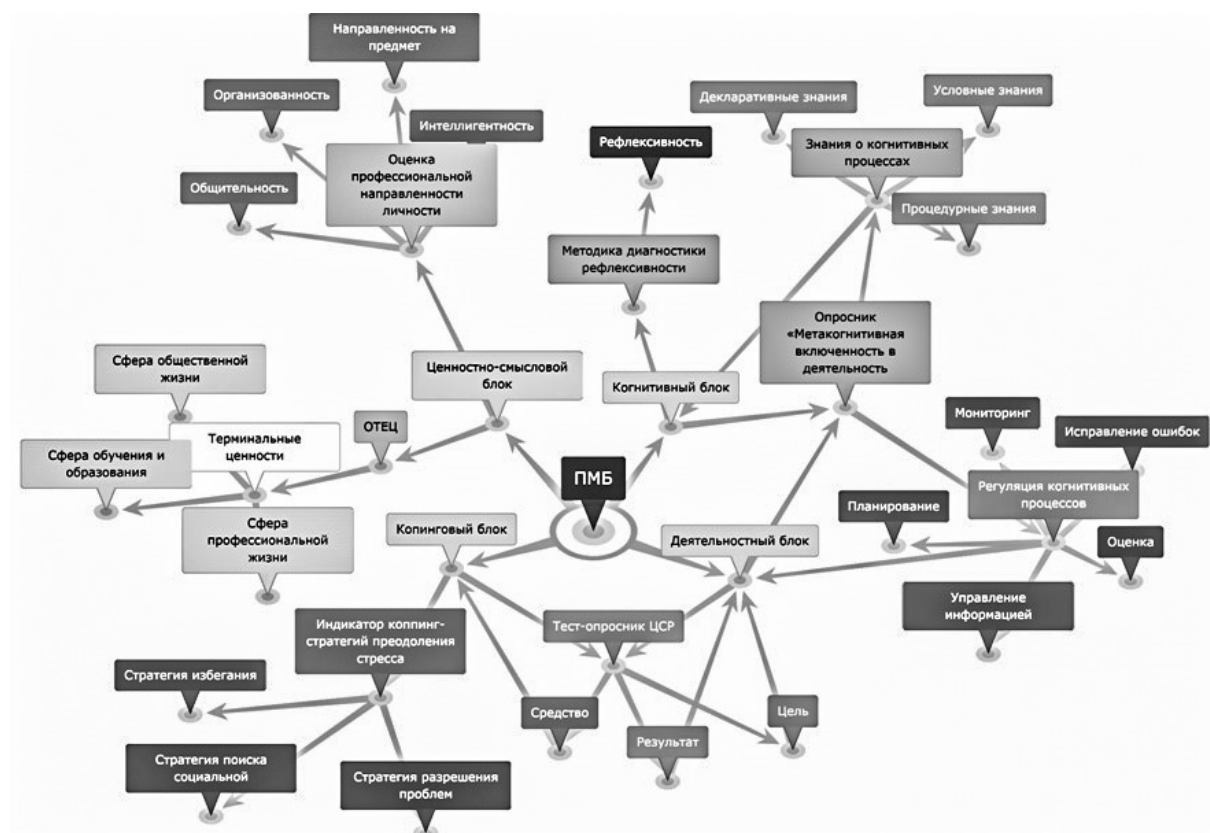 Направленность на
предмет
Организованность
Интеллигентность
Общительность
Оценка
профессиональной
направленности
личности
Рефлексивность
Методика диагностики
рефлексивности
Декларативные знания
Условные знания
Знания о когнитивных
процессах
Процедурные знания
Опросник
«Метакогнитивная
включенность в
деятельность
Сфера общественной
жизни
Ценностно-смысловой
блок
Когнитивный блок
ОТЕЦ
Терминальные
ценности
Сфера обучения и
образования
Сфера
профессиональной
жизни
ПМБ
Мониторинг
Исправление ошибок
Регуляция когнитивных
процессов
Планирование
Оценка
Управление
информацией
Копинговый блок
Деятельностный блок
Индикатор коппинг-
стратегий преодоления
стресса
Тест-опросник ЦСР
Стратегия избегания
Средство
Результат
Цель
Стратегия поиска
социальной
Стратегия разрешения
проблем